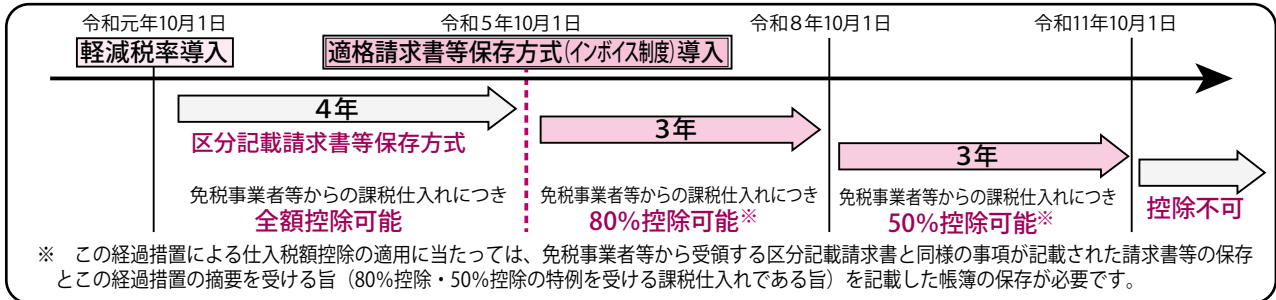 令和元年10月1日
令和5年10月1日
令和8年10月1日
令和11年10月1日
軽減税率導入
適格請求書等保存方式(インボイス制度)導入
4年
区分記載請求書等保存方式
3年
3年
免税事業者等からの課税仕入れにつき
全額控除可能
免税事業者等からの課税仕入れにつき
80%控除可能※
免税事業者等からの課税仕入れにつき
50%控除可能※
控除不可
※ この経過措置による仕入税額控除の適用に当たっては、免税事業者等から受領する区分記載請求書と同様の事項が記載された請求書等の保存
とこの経過措置の摘要を受ける旨(80%控除・50%控除の特例を受ける課税仕入れである旨)を記載した帳簿の保存が必要です。